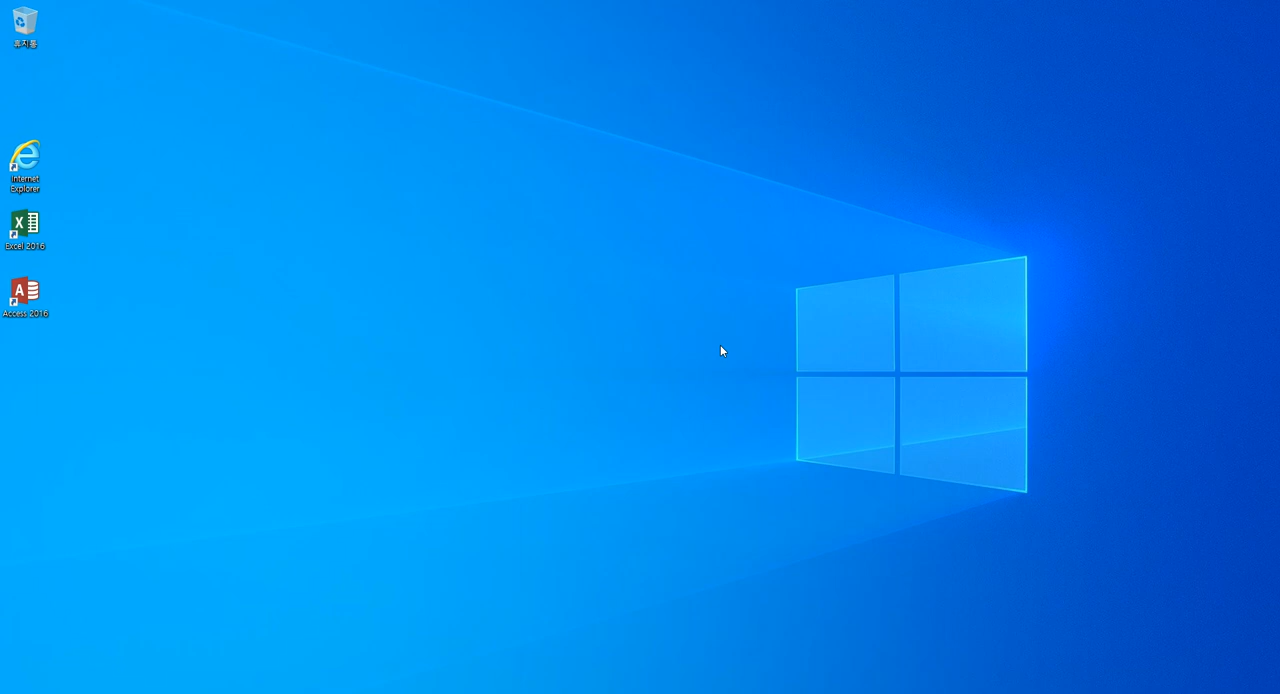 휴지통
Internet
Explorer
Excel 2016
Access 2016